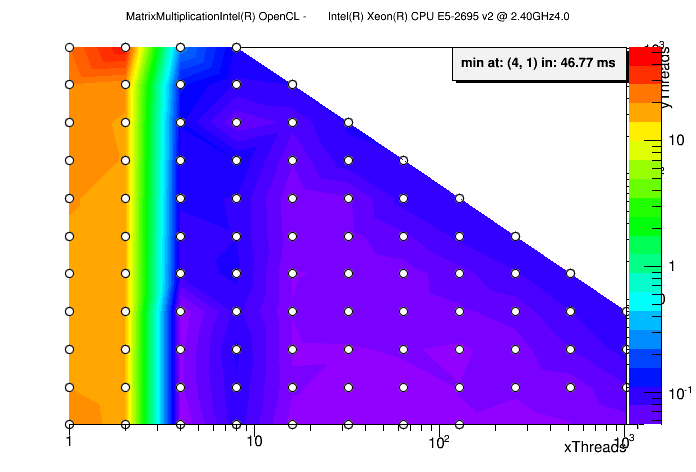 MatrixMultiplicationIntel(R) OpenCL - Intel(R) Xeon(R) CPU E5-2695 v2 @ 2.40GHz4.0
min at: (4, 1) in: 46.77 ms
yThreads
10
1
10⁻¹
1 10 10² 10³
xThreads